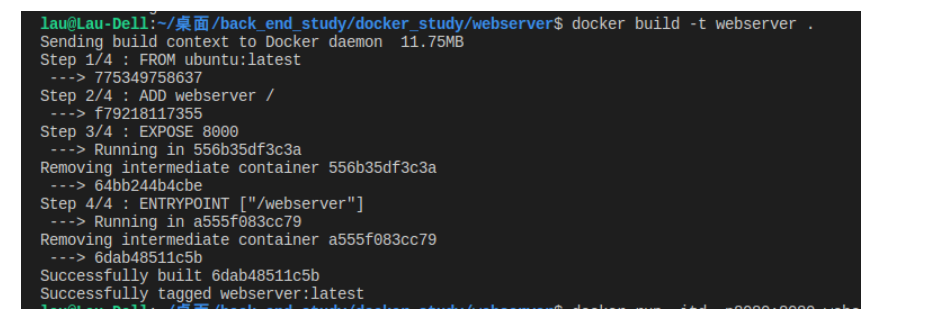 lau@Lau-Dell:~/桌面/back_end_study/docker_study/webserver$ docker build -t webserver .
Sending build context to Docker daemon  11.75MB
Step 1/4 : FROM ubuntu:latest
 ---> 775349758637
Step 2/4 : ADD webserver /
 ---> f79218117355
Step 3/4 : EXPOSE 8000
 ---> Running in 556b35df3c3a
Removing intermediate container 556b35df3c3a
 ---> 64bb244b4cbe
Step 4/4 : ENTRYPOINT ["/webserver"]
 ---> Running in a555f083cc79
Removing intermediate container a555f083cc79
 ---> 6dab48511c5b
Successfully built 6dab48511c5b
Successfully tagged webserver:latest